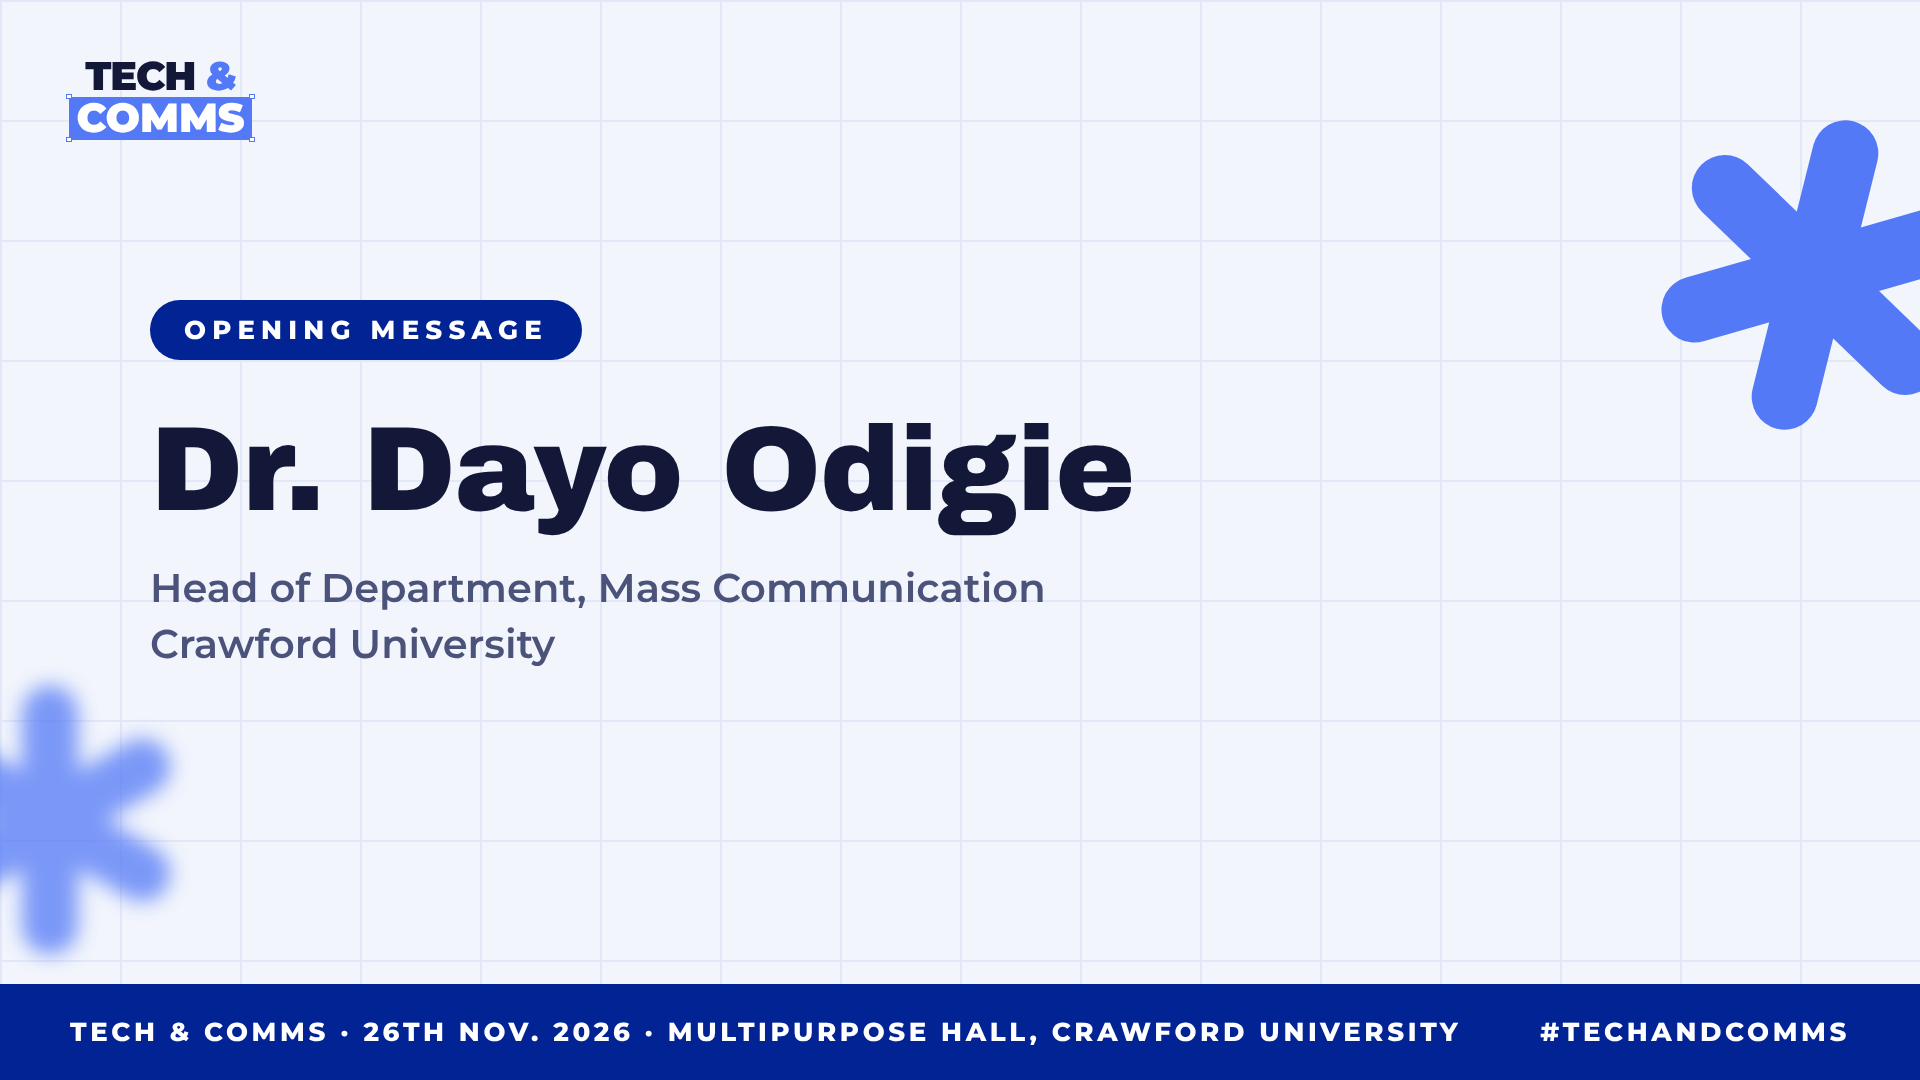 TECH &
COMMS
OPENING MESSAGE
Dr. Dayo Odigie
Head of Department, Mass Communication
Crawford University
TECH & COMMS · 26TH NOV. 2026 · MULTIPURPOSE HALL, CRAWFORD UNIVERSITY
#TECHANDCOMMS